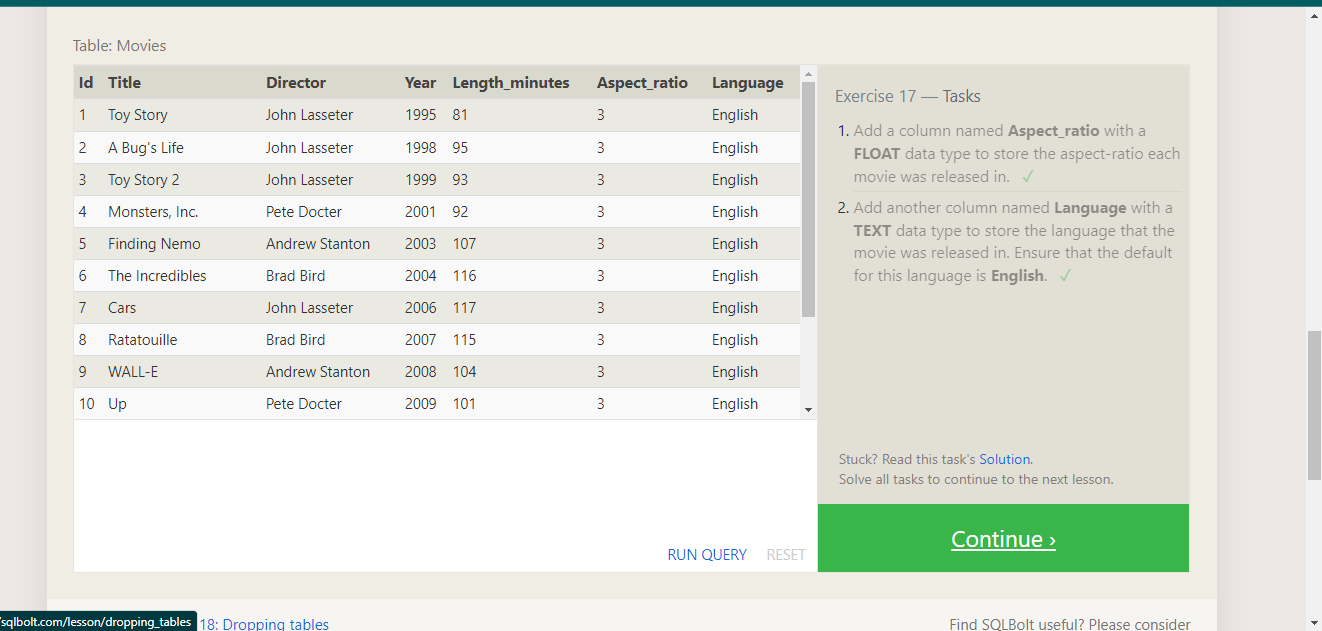 Table: Movies
Id Title Director Year Length_minutes Aspect_ratio Language
1 Toy Story John Lasseter 1995 81 3 English
2 A Bug's Life John Lasseter 1998 95 3 English
3 Toy Story 2 John Lasseter 1999 93 3 English
4 Monsters, Inc. Pete Docter 2001 92 3 English
5 Finding Nemo Andrew Stanton 2003 107 3 English
6 The Incredibles Brad Bird 2004 116 3 English
7 Cars John Lasseter 2006 117 3 English
8 Ratatouille Brad Bird 2007 115 3 English
9 WALL-E Andrew Stanton 2008 104 3 English
10 Up Pete Docter 2009 101 3 English
RUN QUERY RESET
Exercise 17 — Tasks
1. Add a column named Aspect_ratio with a
FLOAT data type to store the aspect-ratio each
movie was released in. ✓
2. Add another column named Language with a
TEXT data type to store the language that the
movie was released in. Ensure that the default
for this language is English. ✓
Stuck? Read this task's Solution.
Solve all tasks to continue to the next lesson.
Continue ›
/sqlbolt.com/lesson/dropping_tables
18: Dropping tables
Find SQLBolt useful? Please consider